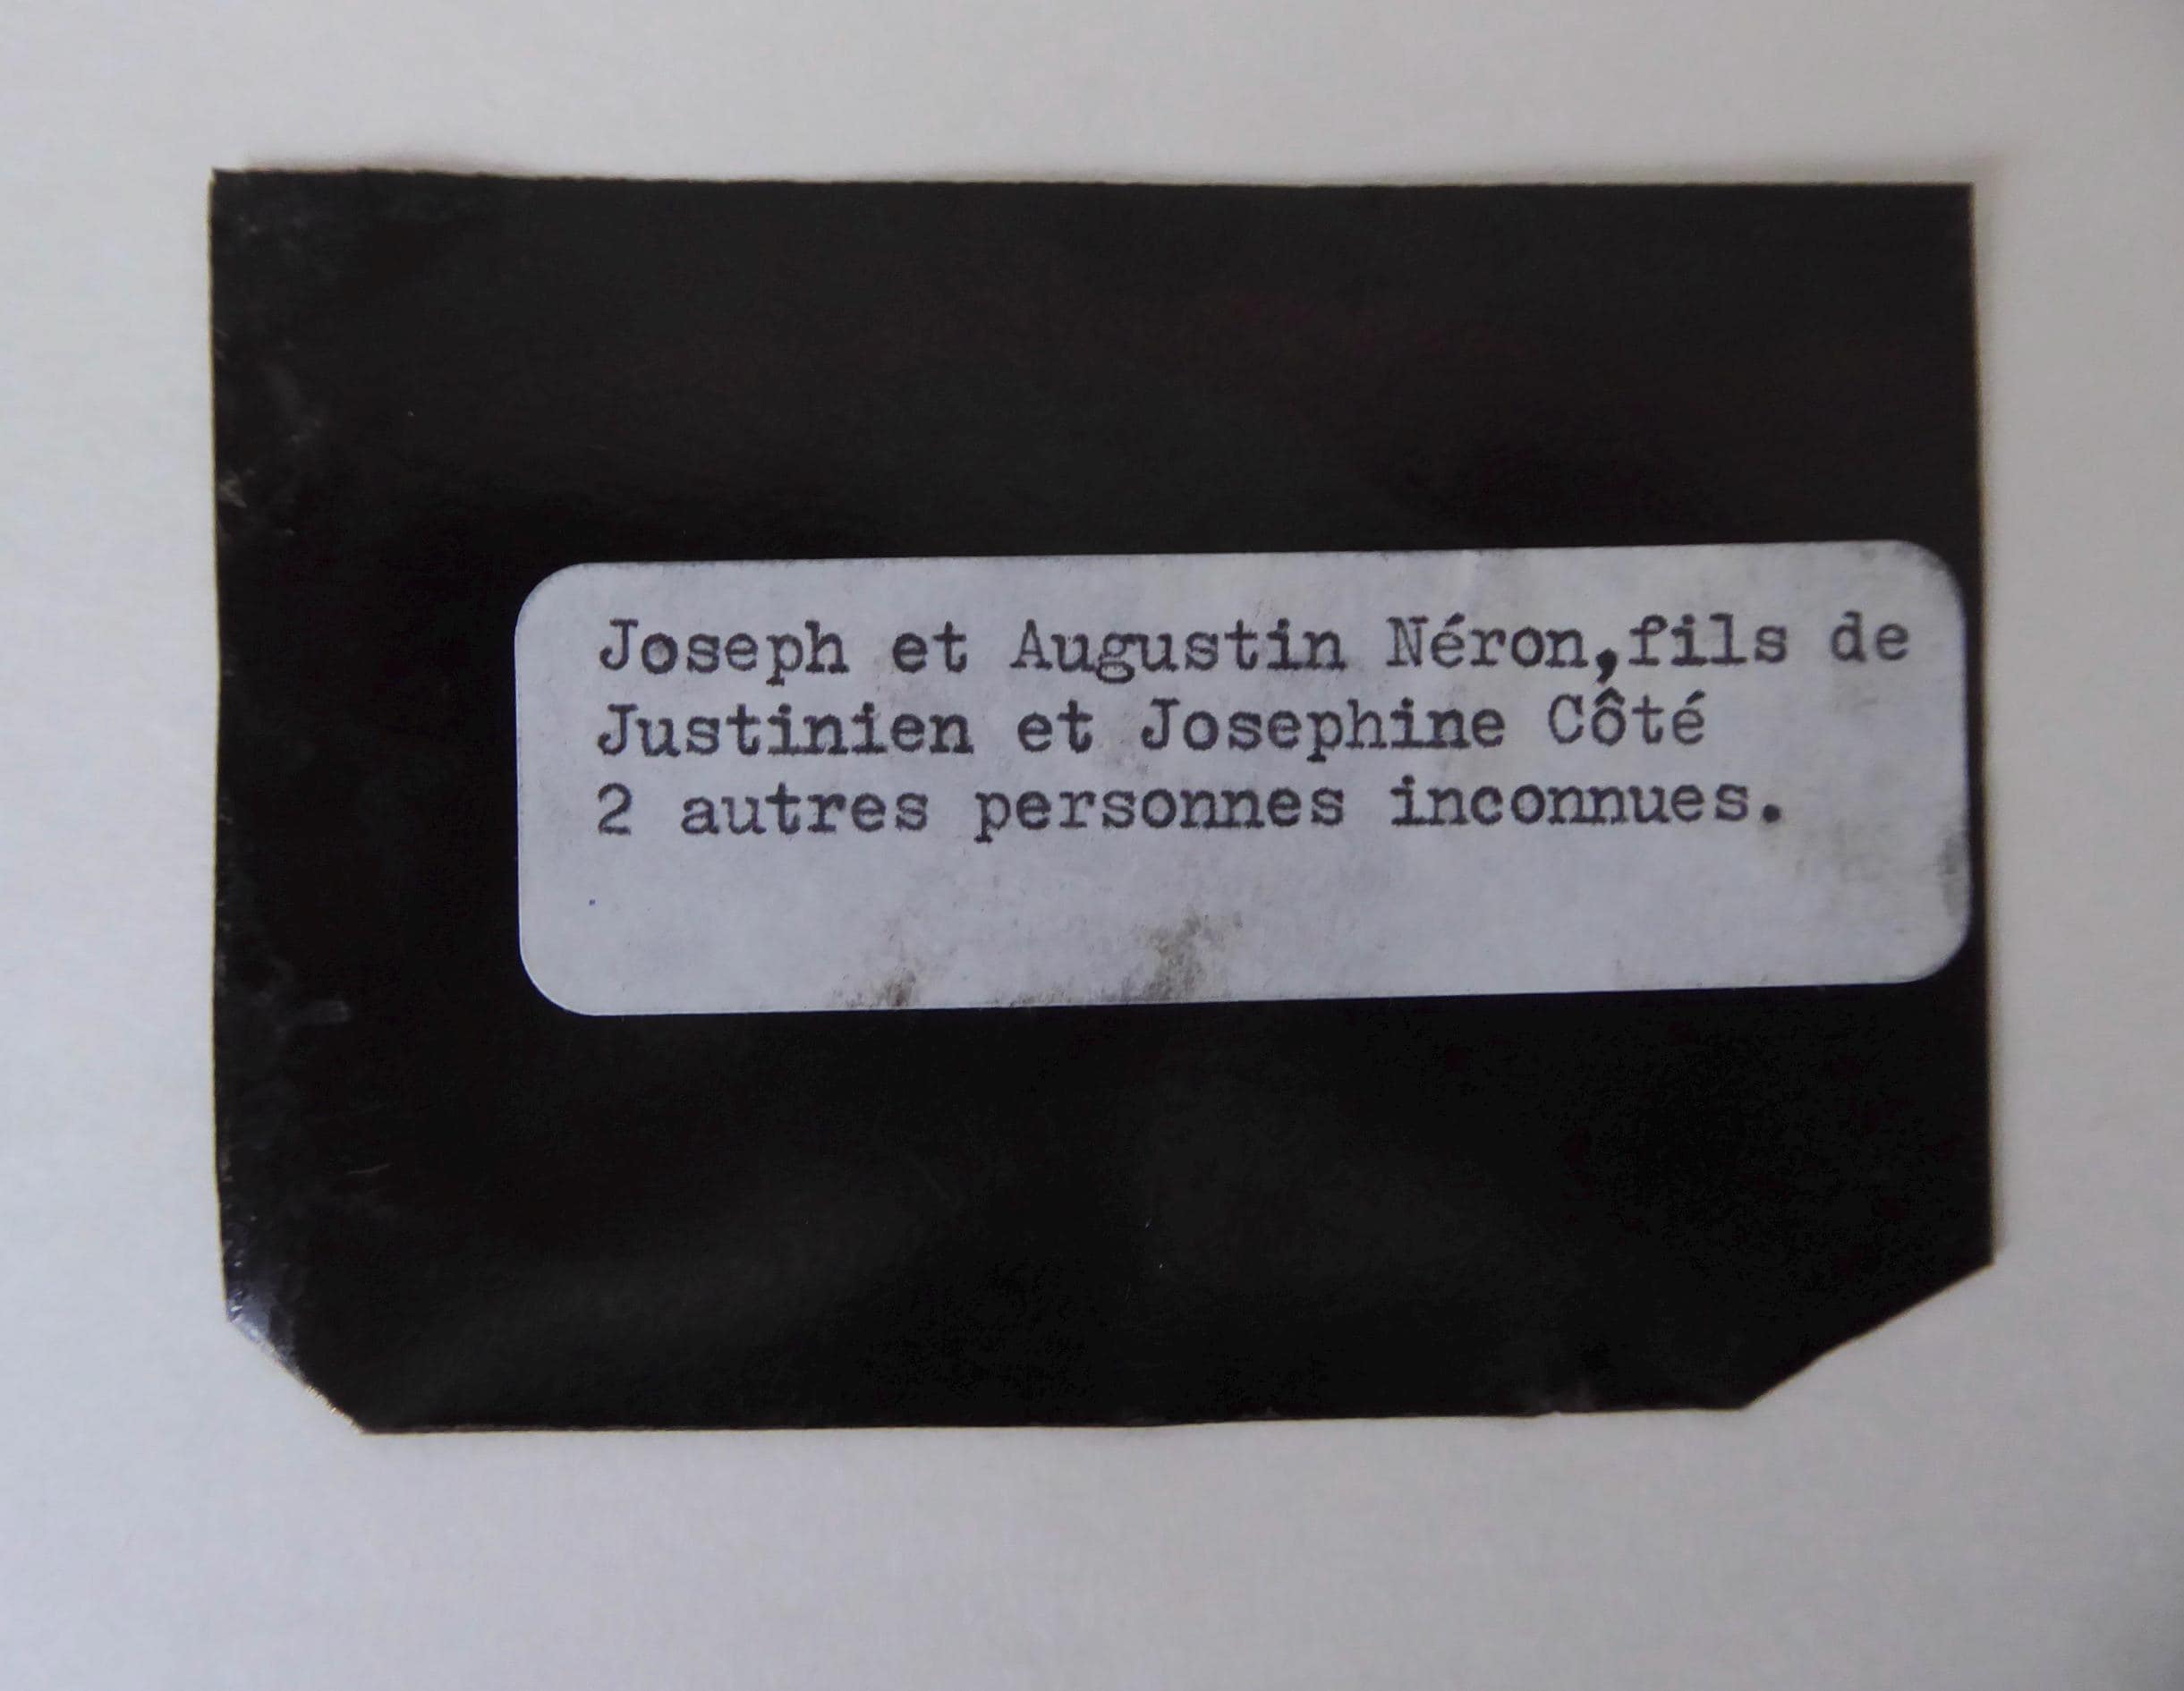 Joseph et Augustin Néron,fils de
Justinien et Josephine Côté
2 autres personnes inconnues.